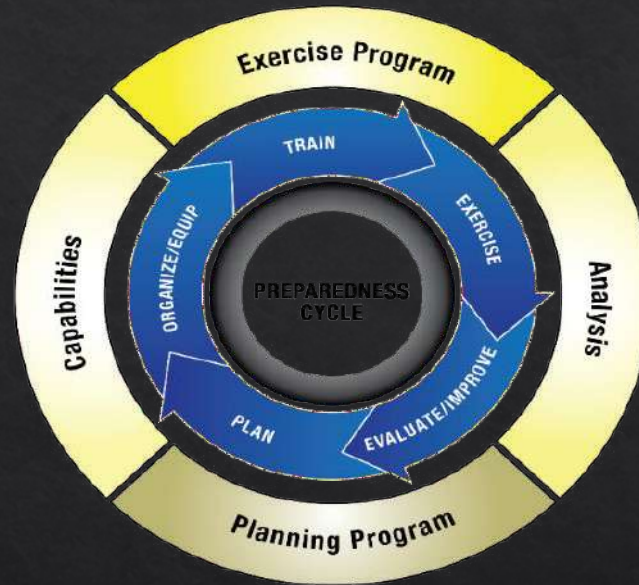 Exercise Program
TRAIN
EXERCISE
ORGANIZE/EQUIP
Capabilities
PREPAREDNESS
CYCLE
Analysis
EVALUATE/IMPROVE
PLAN
Planning Program